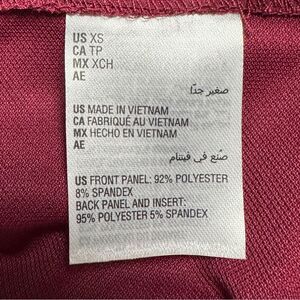 US XS
CA TP
MX XCH
AE
صغير جدًا
US MADE IN VIETNAM
CA FABRIQUÉ AU VIETNAM
MX HECHO EN VIETNAM
AE
صنع في فيتنام
US FRONT PANEL: 92% POLYESTER
8% SPANDEX
BACK PANEL AND INSERT:
95% POLYESTER 5% SPANDEX